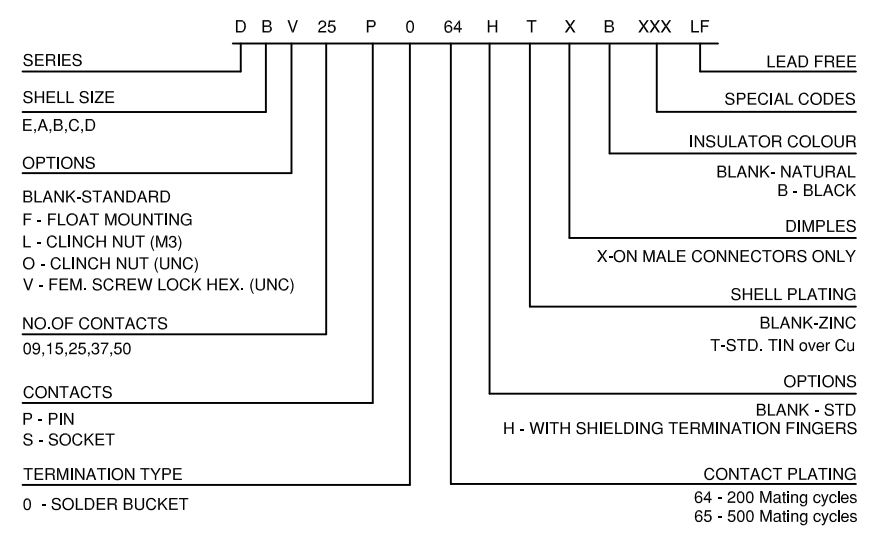 D B V 25 P 0 64 H T X B XXX LF
SERIES
SHELL SIZE
E,A,B,C,D
OPTIONS
BLANK-STANDARD
F - FLOAT MOUNTING
L - CLINCH NUT (M3)
O - CLINCH NUT (UNC)
V - FEM. SCREW LOCK HEX. (UNC)
NO.OF CONTACTS
09,15,25,37,50
CONTACTS
P - PIN
S - SOCKET
TERMINATION TYPE
0 - SOLDER BUCKET
LEAD FREE
SPECIAL CODES
INSULATOR COLOUR
BLANK- NATURAL
B - BLACK
DIMPLES
X-ON MALE CONNECTORS ONLY
SHELL PLATING
BLANK-ZINC
T-STD. TIN over Cu
OPTIONS
BLANK - STD
H - WITH SHIELDING TERMINATION FINGERS
CONTACT PLATING
64 - 200 Mating cycles
65 - 500 Mating cycles